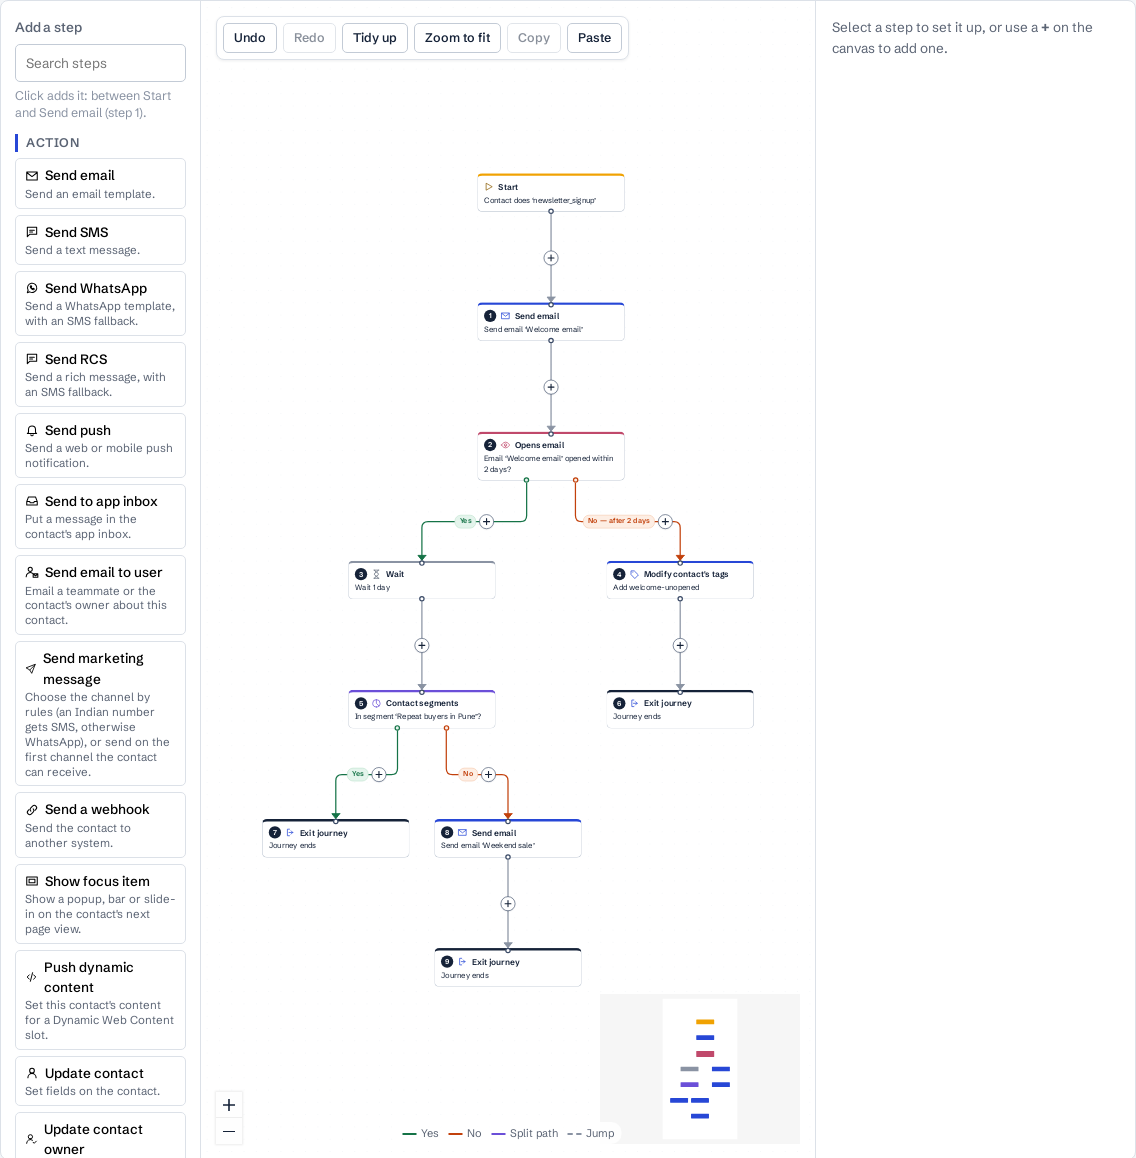 Add a step
Search steps
Click adds it: between Start
and Send email (step 1).
ACTION
Send email
Send an email template.
Send SMS
Send a text message.
Send WhatsApp
Send a WhatsApp template,
with an SMS fallback.
Send RCS
Send a rich message, with
an SMS fallback.
Send push
Send a web or mobile push
notification.
Send to app inbox
Put a message in the
contact's app inbox.
Send email to user
Email a teammate or the
contact's owner about this
contact.
Send marketing
message
Choose the channel by
rules (an Indian number
gets SMS, otherwise
WhatsApp), or send on the
first channel the contact
can receive.
Send a webhook
Send the contact to
another system.
Show focus item
Show a popup, bar or slide-
in on the contact's next
page view.
Push dynamic
content
Set this contact's content
for a Dynamic Web Content
slot.
Update contact
Set fields on the contact.
Update contact
owner
Undo
Redo
Tidy up
Zoom to fit
Copy
Paste
Start
Contact does 'newsletter_signup'
1 Send email
Send email 'Welcome email'
2 Opens email
Email 'Welcome email' opened within
2 days?
Yes
No — after 2 days
3 Wait
Wait 1 day
4 Modify contact's tags
Add welcome-unopened
5 Contact segments
In segment 'Repeat buyers in Pune'?
6 Exit journey
Journey ends
Yes
No
7 Exit journey
Journey ends
8 Send email
Send email 'Weekend sale'
9 Exit journey
Journey ends
Yes
No
Split path
Jump
Select a step to set it up, or use a + on the
canvas to add one.